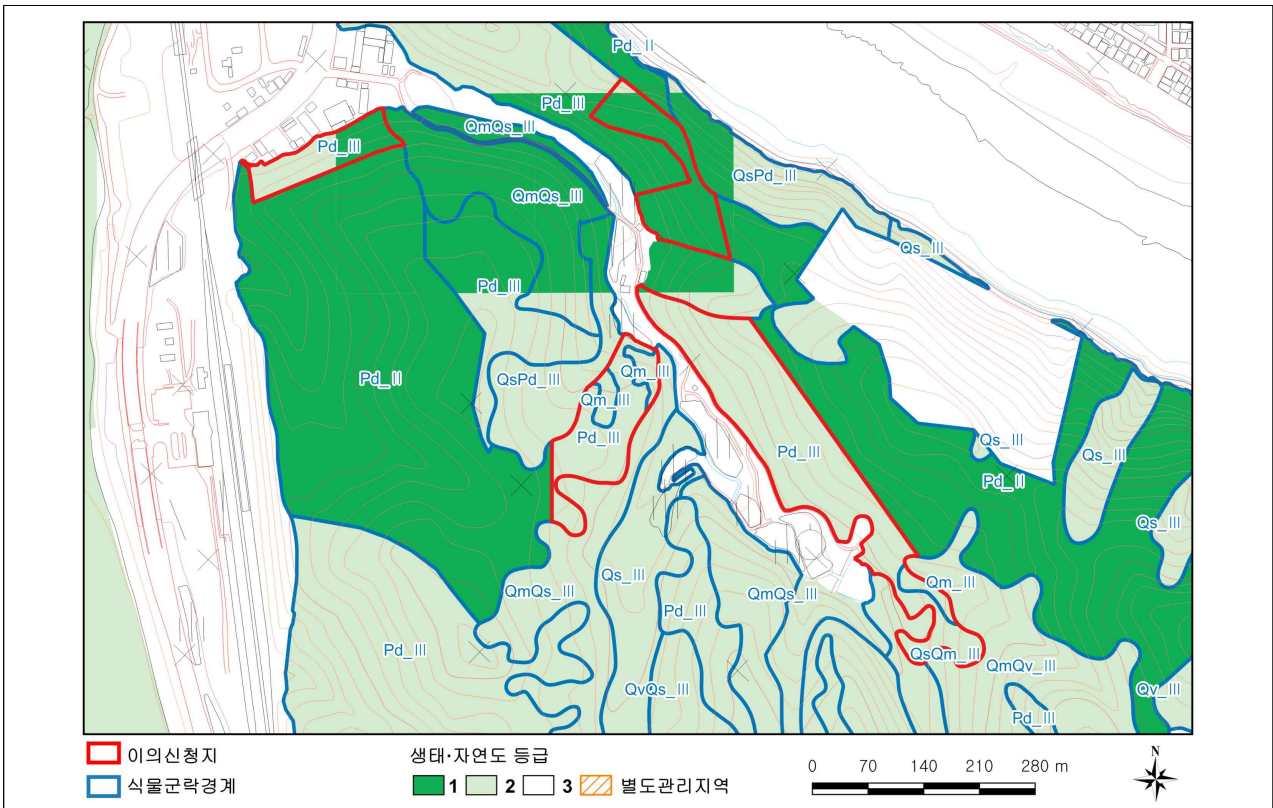 Pd_II
Pd_III
QmQs_III
Pd_III
QmQs_III
QsPd_III
Qs_III
Pd_III
Qm_III
QsPd_III
Pd_II
Qm_III
Pd_III
Pd_III
Qs_III
Qs_III
Pd_II
Qs_III
Qs_III
Qm_III
QmQs_III
Pd_III
QmQs_III
Pd_III
QsQm_III
QmQv_III
QvQs_III
Qv_III
Pd_III
이의신청지
식물군락경계
생태·자연도 등급
1 2 3 별도관리지역
0 70 140 210 280 m
N